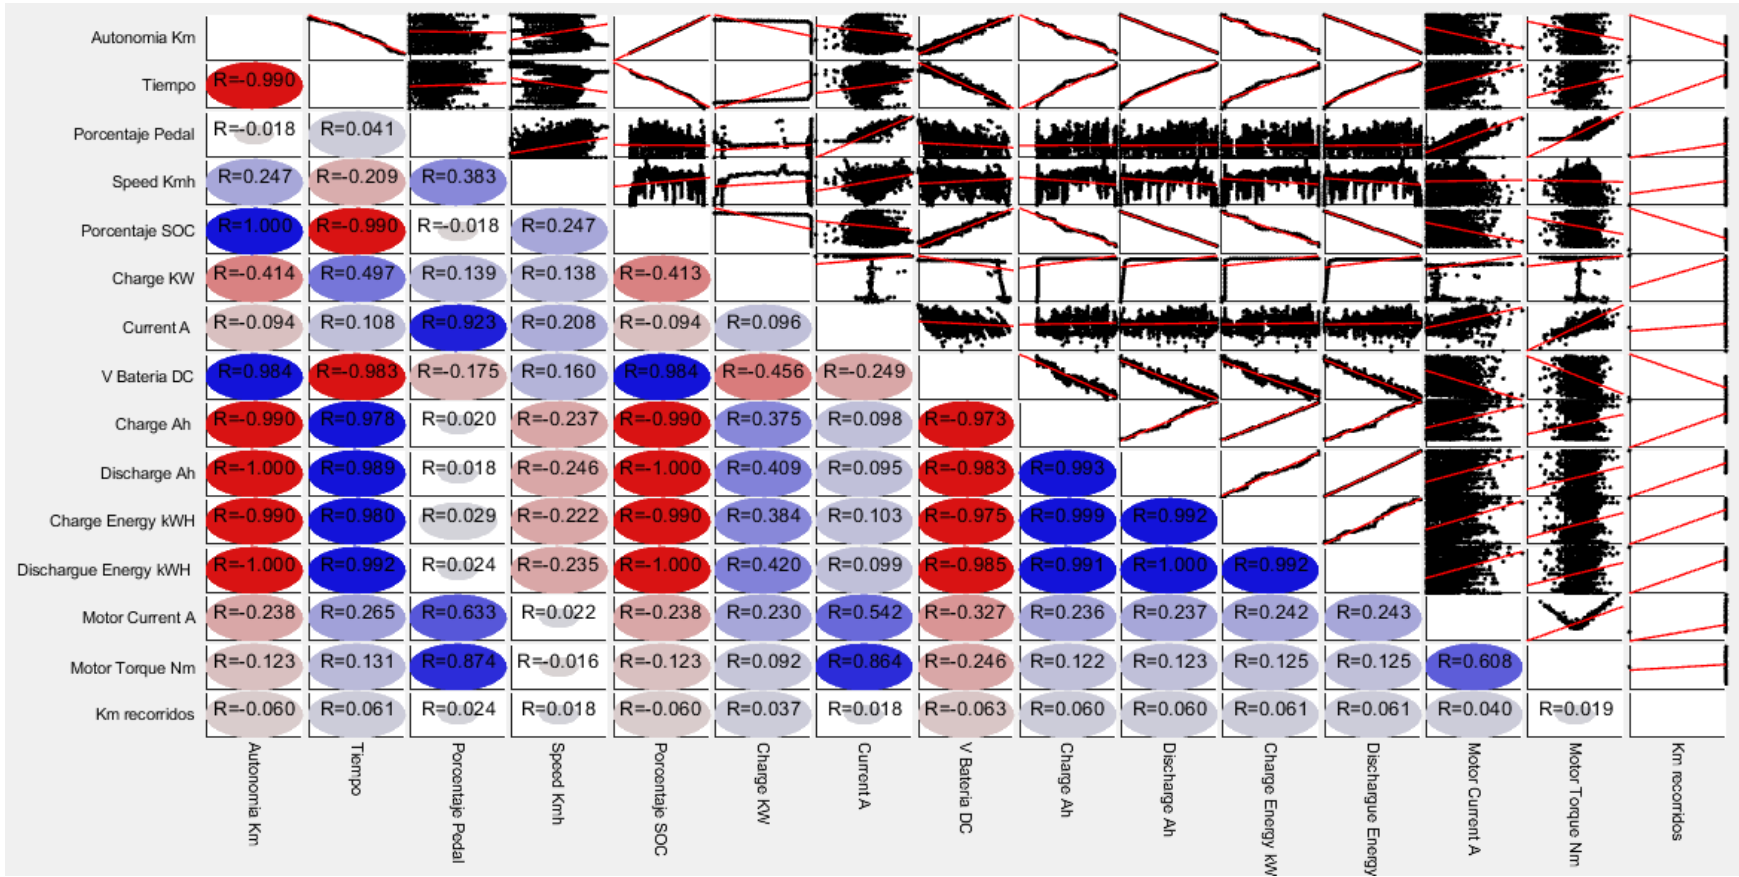 Autonomia Km
Tiempo R=-0.990
Porcentaje Pedal R=-0.018 R=0.041
Speed Kmh R=0.247 R=-0.209 R=0.383
Porcentaje SOC R=1.000 R=-0.990 R=-0.018 R=0.247
Charge KW R=-0.414 R=0.497 R=0.139 R=0.138 R=-0.413
Current A R=-0.094 R=0.108 R=0.923 R=0.208 R=-0.094 R=0.096
V Bateria DC R=0.984 R=-0.983 R=-0.175 R=0.160 R=0.984 R=-0.456 R=-0.249
Charge Ah R=-0.990 R=0.978 R=0.020 R=-0.237 R=-0.990 R=0.375 R=0.098 R=-0.973
Discharge Ah R=-1.000 R=0.989 R=0.018 R=-0.246 R=-1.000 R=0.409 R=0.095 R=-0.983 R=0.993
Charge Energy kWH R=-0.990 R=0.980 R=0.029 R=-0.222 R=-0.990 R=0.384 R=0.103 R=-0.975 R=0.999 R=0.992
Dischargue Energy kWH R=-1.000 R=0.992 R=0.024 R=-0.235 R=-1.000 R=0.420 R=0.099 R=-0.985 R=0.991 R=1.000 R=0.992
Motor Current A R=-0.238 R=0.265 R=0.633 R=-0.022 R=-0.238 R=0.230 R=0.542 R=-0.327 R=0.236 R=0.237 R=0.242 R=0.243
Motor Torque Nm R=-0.123 R=0.131 R=0.874 R=-0.016 R=-0.123 R=0.092 R=0.864 R=-0.246 R=0.122 R=0.123 R=0.125 R=0.125 R=0.608
Km recorridos R=-0.060 R=0.061 R=0.024 R=0.018 R=-0.060 R=0.037 R=0.018 R=-0.063 R=0.060 R=0.060 R=0.061 R=0.061 R=0.040 R=0.019
Autonomia Km
Tiempo
Porcentaje Pedal
Speed Kmh
Porcentaje SOC
Charge KW
Current A
V Bateria DC
Charge Ah
Discharge Ah
Charge Energy kW
Dischargue Energy
Motor Current A
Motor Torque Nm
Km recorridos